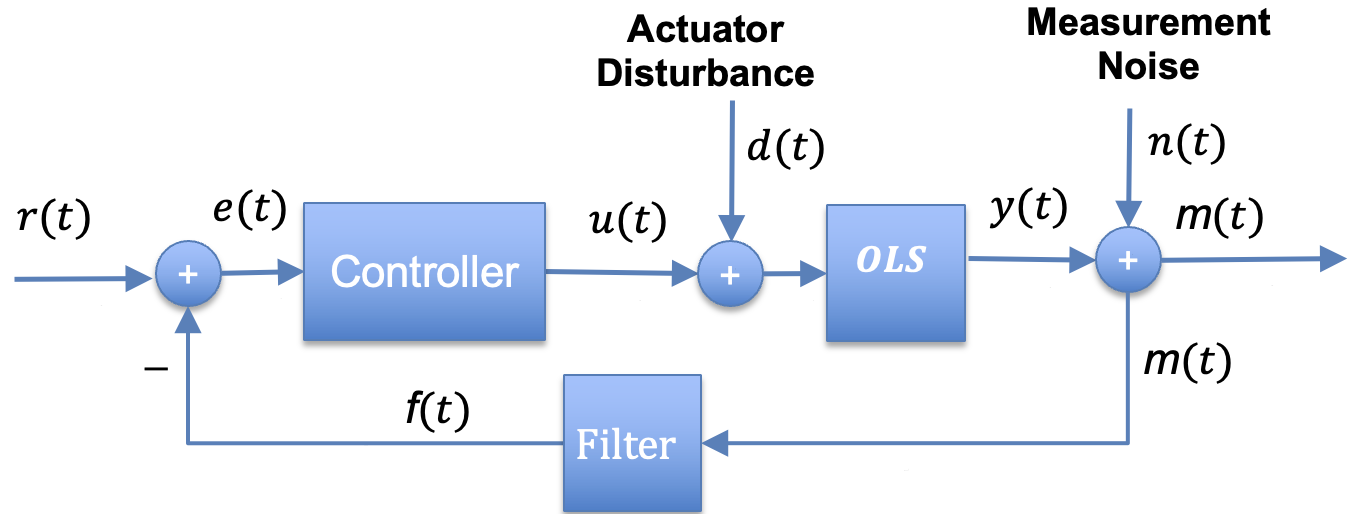 Actuator
Disturbance
Measurement
Noise
d(t)
n(t)
r(t)
e(t)
u(t)
y(t)
m(t)
+
Controller
+
OLS
+
−
f(t)
Filter
m(t)